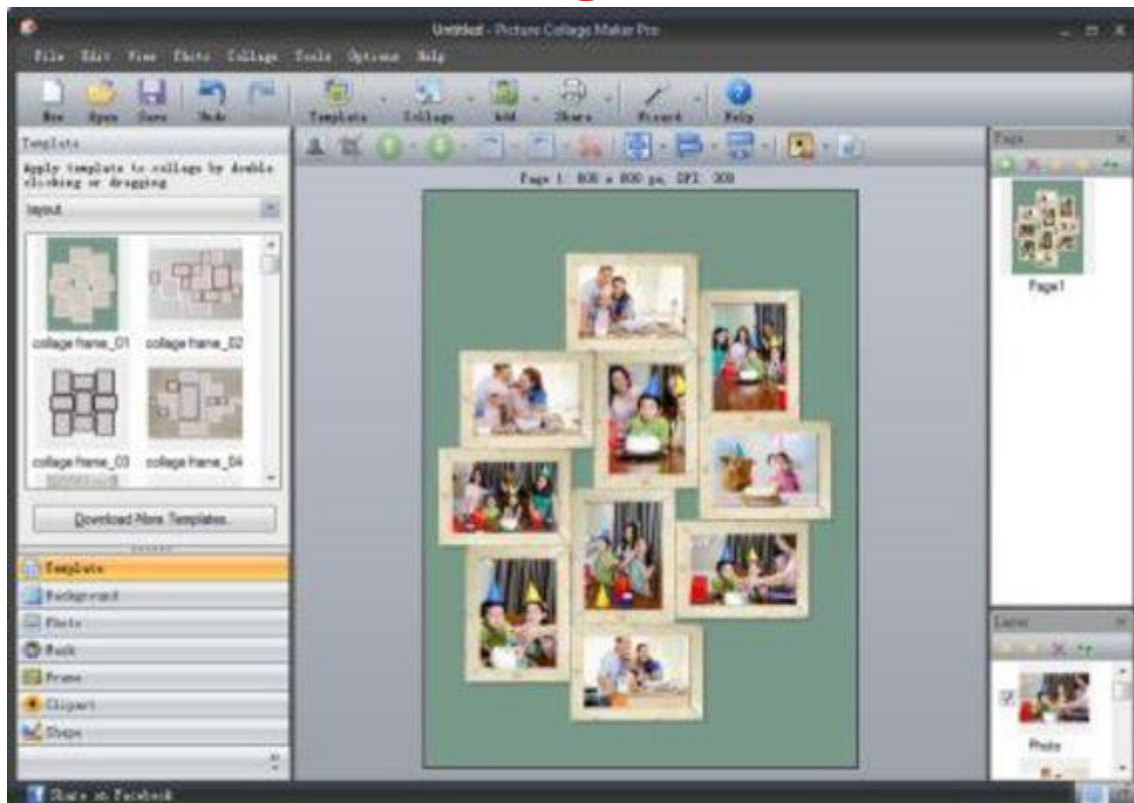 Untitled - Picture Collage Maker Pro
File Edit View Photo Collage Tools Options Help
New Open Save Undo
Template Collage Add Share Wizard Help
Template
Apply template to collage by double
clicking or dragging
layout
collage frame_01 collage frame_02
collage frame_03 collage frame_04
Download More Templates...
Template
Background
Photo
Mask
Frame
Clipart
Shape
Share on Facebook
Page 1 800 x 800 px, DPI: 300
Page
Page1
Layer
Photo